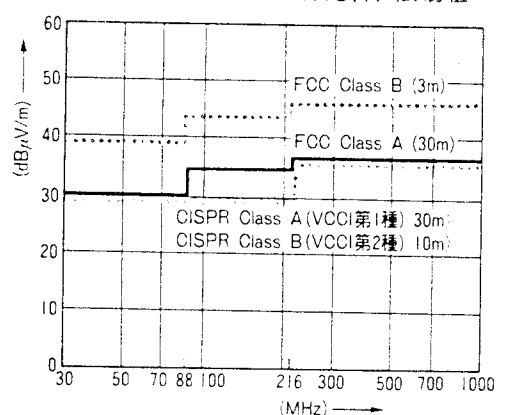 60
50
FCC Class B (3m)
40
FCC Class A (30m)
(dBμV/m)
30
CISPR Class A (VCCI第1種) 30m)
CISPR Class B (VCCI第2種) 10m)
20
10
0
30 50 70 88 100 216 300 500 700 1000
(MHz)